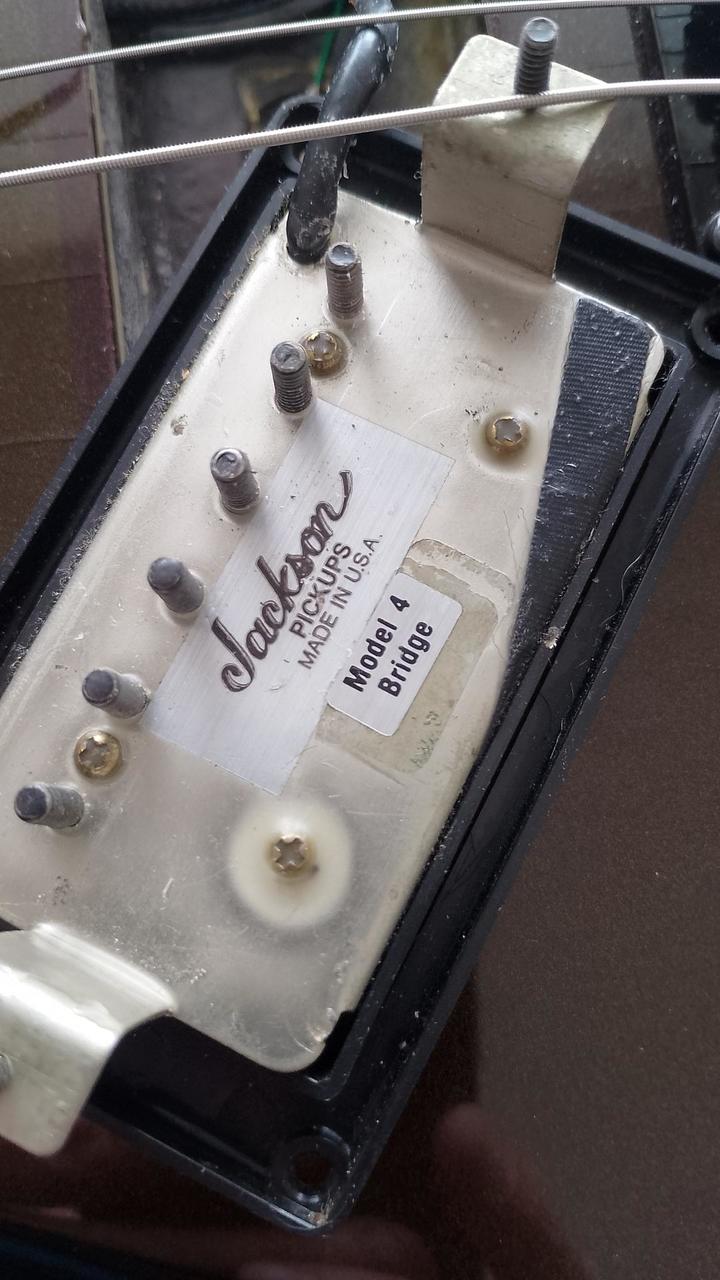 Jackson
PICKUPS
MADE IN U.S.A.
Model 4
Bridge